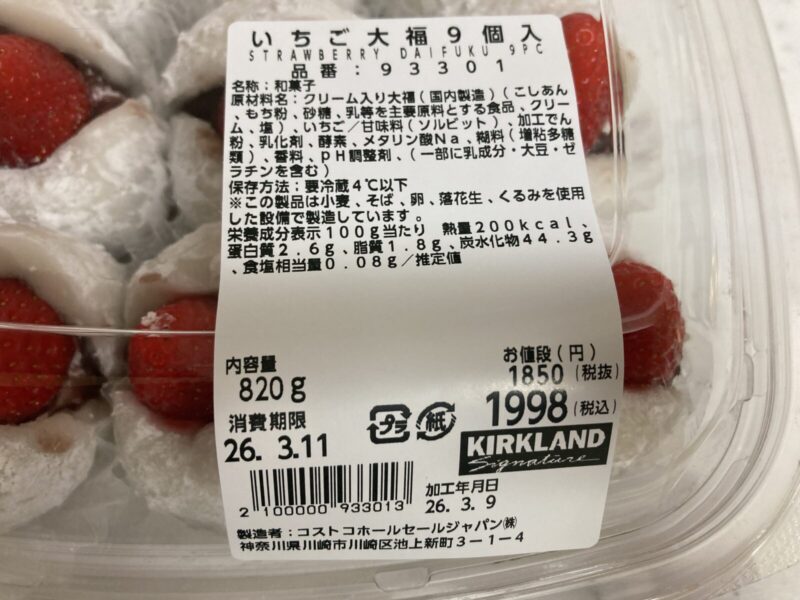 いちご大福9個入
STRAWBERRY DAIFUKU 9PC
品番:93301
名称:和菓子
原材料名:クリーム入り大福(国内製造)(こしあん
、もち粉、砂糖、乳等を主要原料とする食品、クリー
ム、塩)、いちご/甘味料(ソルビット)、加工でん
粉、乳化剤、酵素、メタリン酸Na、糊料(増粘多糖
類)、香料、pH調整剤、(一部に乳成分・大豆・ゼ
ラチンを含む)
保存方法:要冷蔵4℃以下
※この製品は小麦、そば、卵、落花生、くるみを使用
した設備で製造しています。
栄養成分表示100g当たり 熱量200kcal、
蛋白質2.6g、脂質1.8g、炭水化物44.3g
、食塩相当量0.08g/推定値
内容量
820g
お値段(円)
1850(税抜)
1998(税込)
消費期限
26. 3.11
プラ
紙
KIRKLAND
Signature
2 100000 933013
加工年月日
26. 3. 9
製造者:コストコホールセールジャパン㈱
神奈川県川崎市川崎区池上新町3-1-4